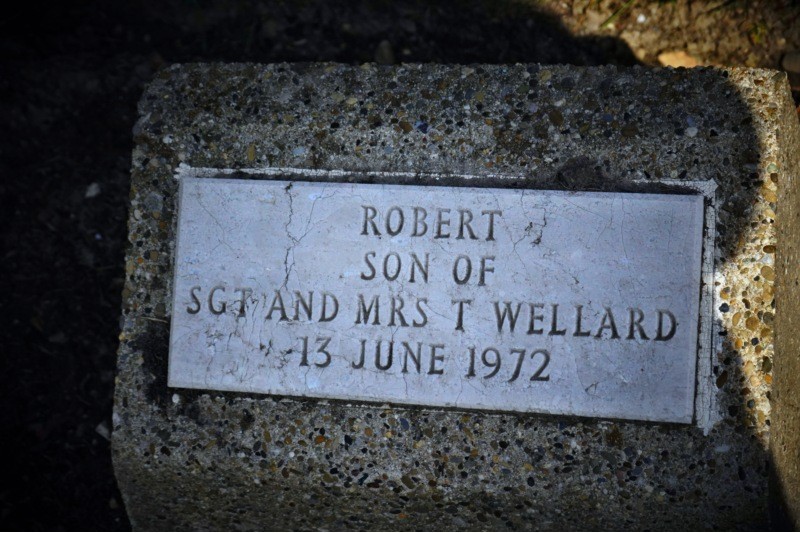 ROBERT
SON OF
SGT AND MRS T WELLARD
13 JUNE 1972